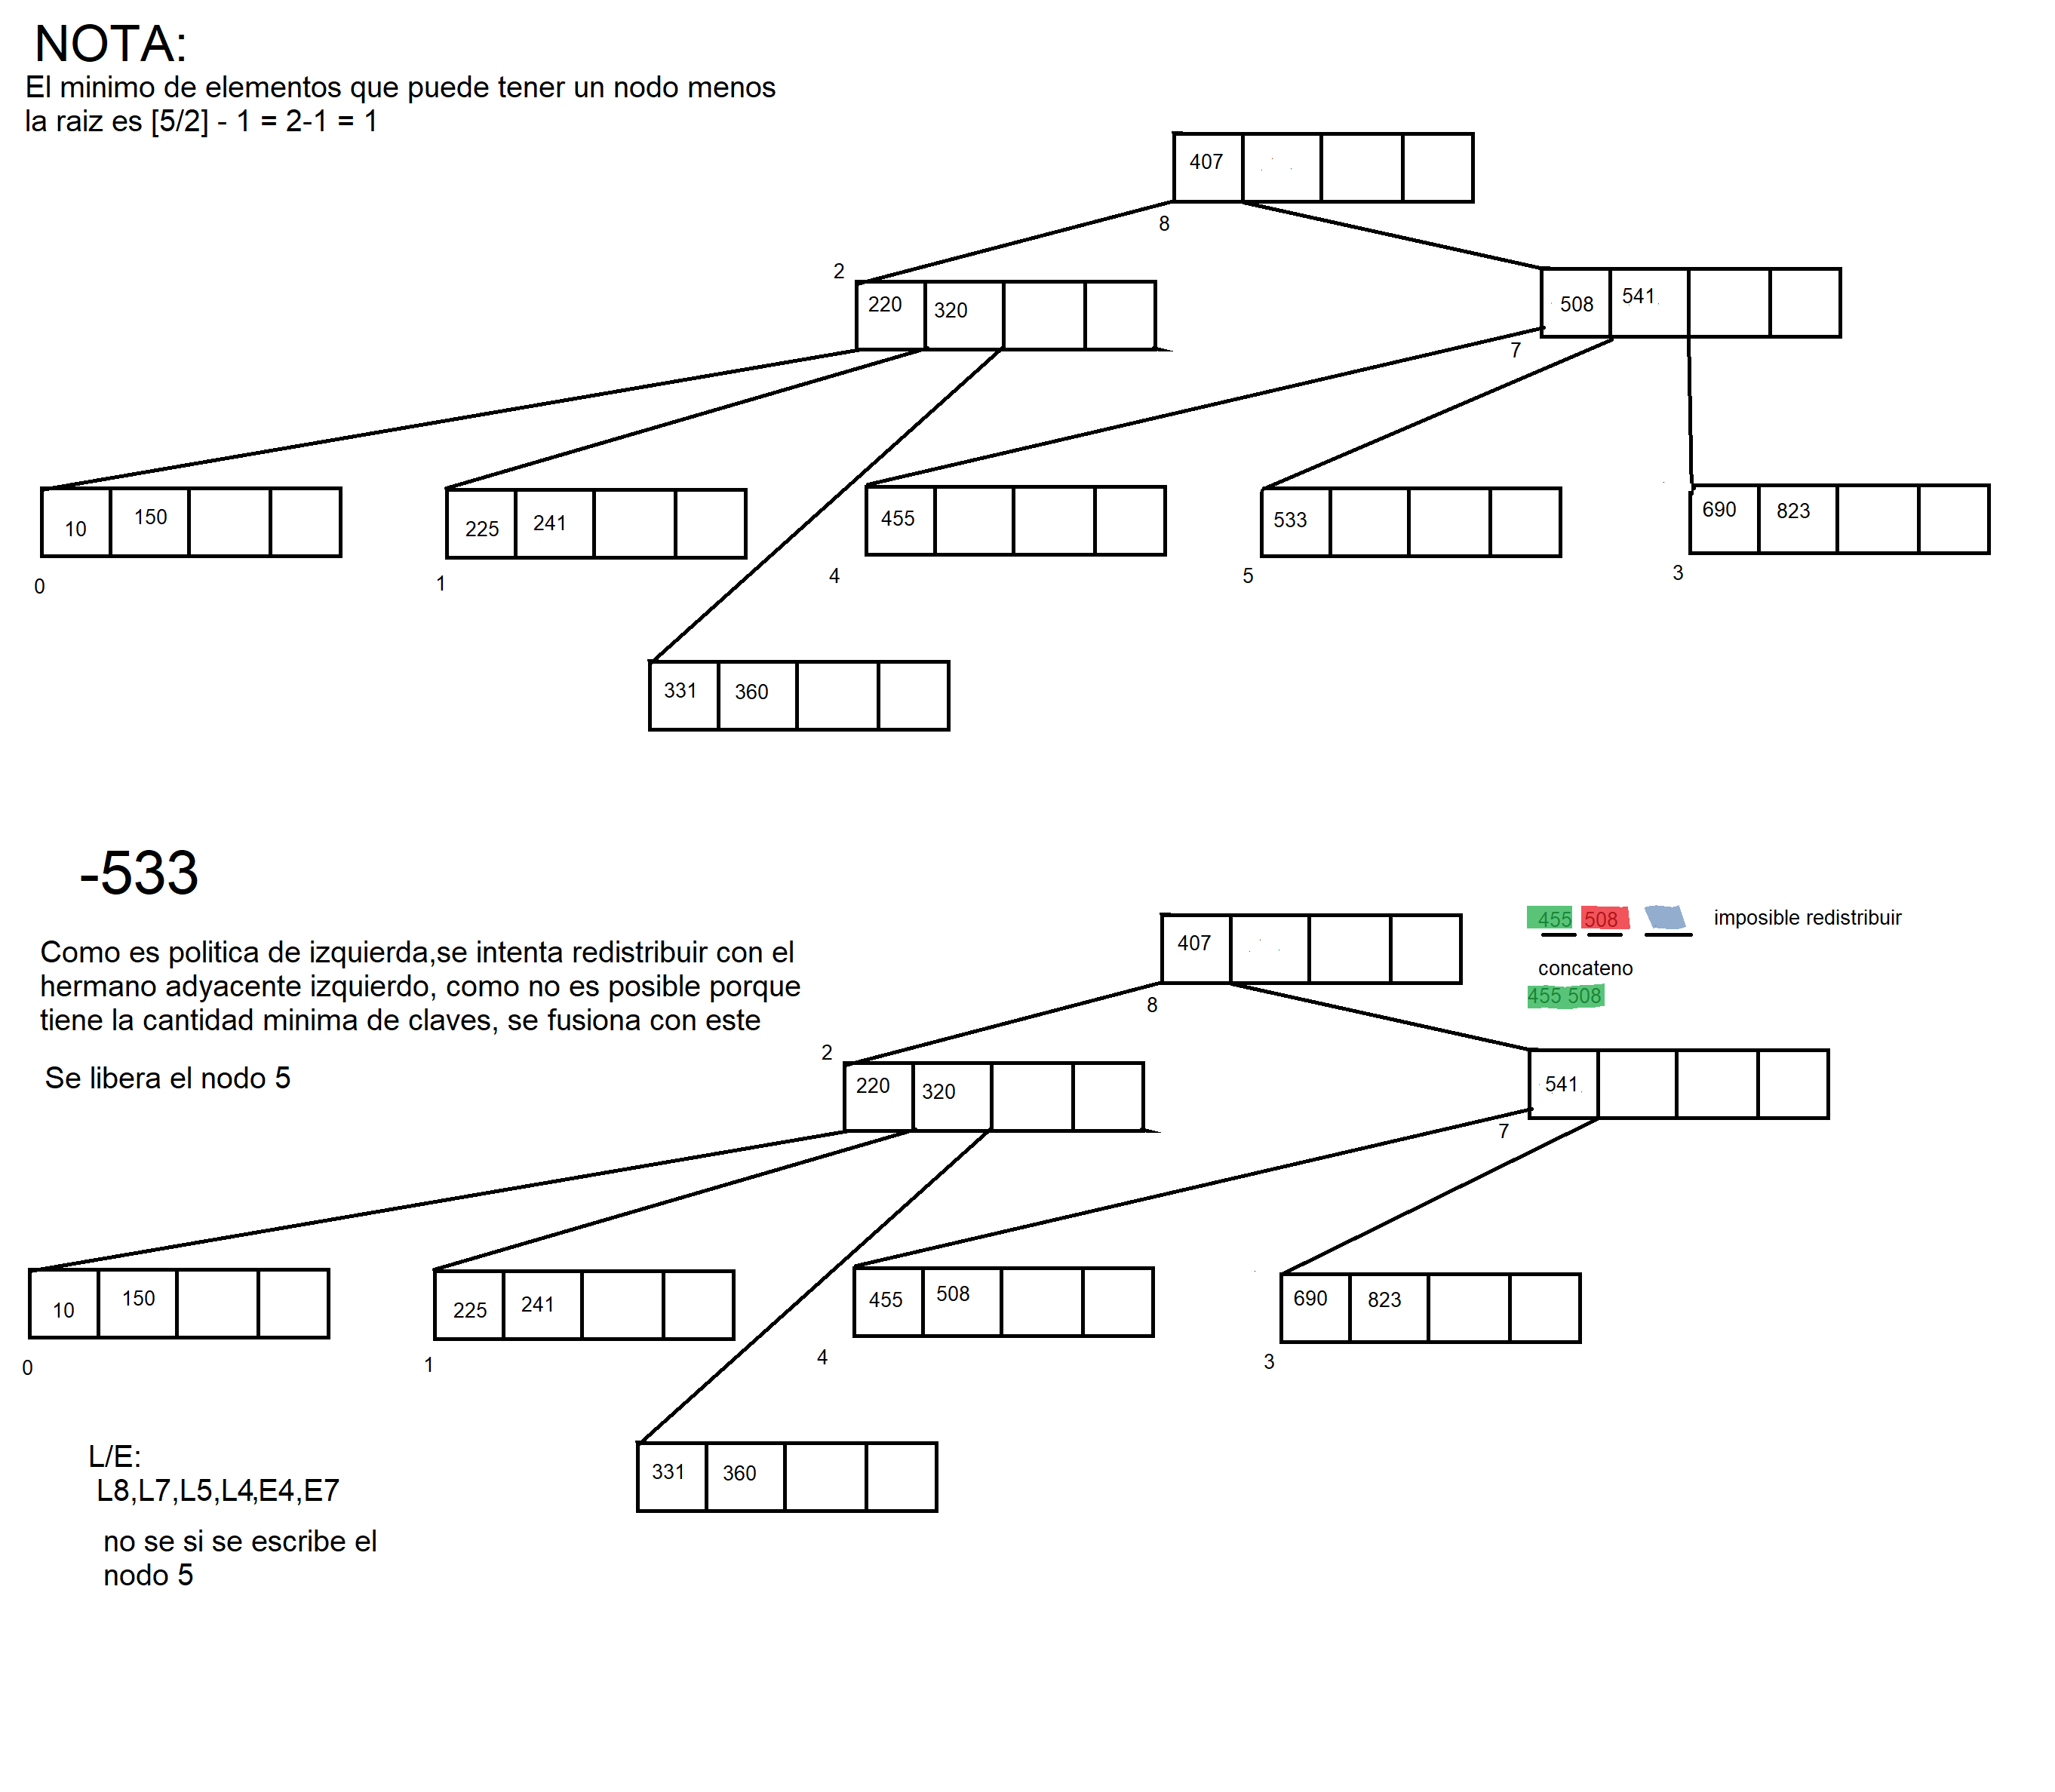 NOTA:
El minimo de elementos que puede tener un nodo menos
la raiz es [5/2] - 1 = 2-1 = 1
407
8
2
220 320
508 541
7
10 150
225 241
455
533
690 823
0
1
4
5
3
331 360
-533
Como es politica de izquierda,se intenta redistribuir con el
hermano adyacente izquierdo, como no es posible porque
tiene la cantidad minima de claves, se fusiona con este
Se libera el nodo 5
455 508 imposible redistribuir
concateno
455 508
407
8
2
220 320
541
7
10 150
225 241
455 508
690 823
0
1
4
3
331 360
L/E:
L8,L7,L5,L4,E4,E7
no se si se escribe el
nodo 5